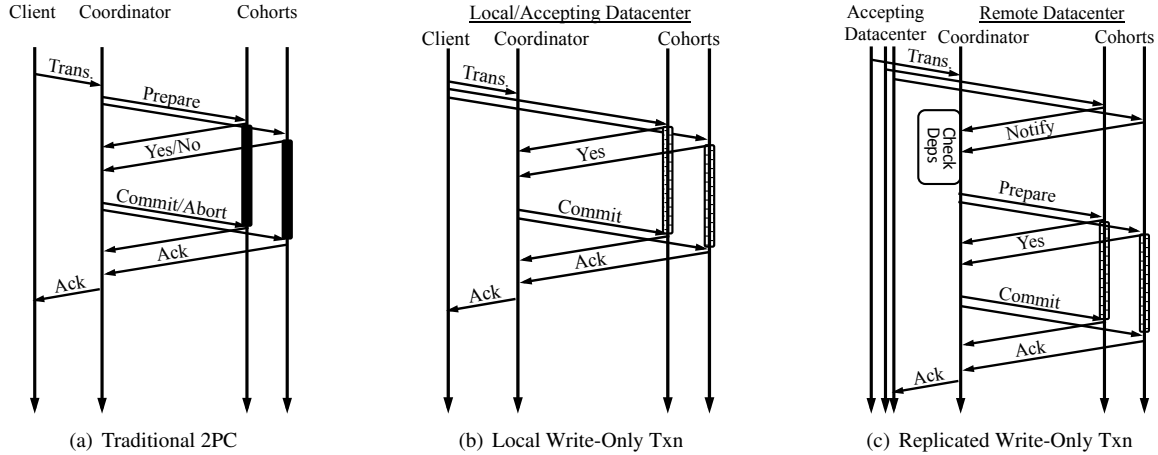 Client Coordinator Cohorts
Trans.
Prepare
Yes/No
Commit/Abort
Ack
Ack
(a) Traditional 2PC
Local/Accepting Datacenter
Client Coordinator Cohorts
Trans.
Yes
Commit
Ack
Ack
(b) Local Write-Only Txn
Accepting
Datacenter
Remote Datacenter
Coordinator Cohorts
Trans.
Notify
Check
Deps
Prepare
Yes
Commit
Ack
Ack
(c) Replicated Write-Only Txn